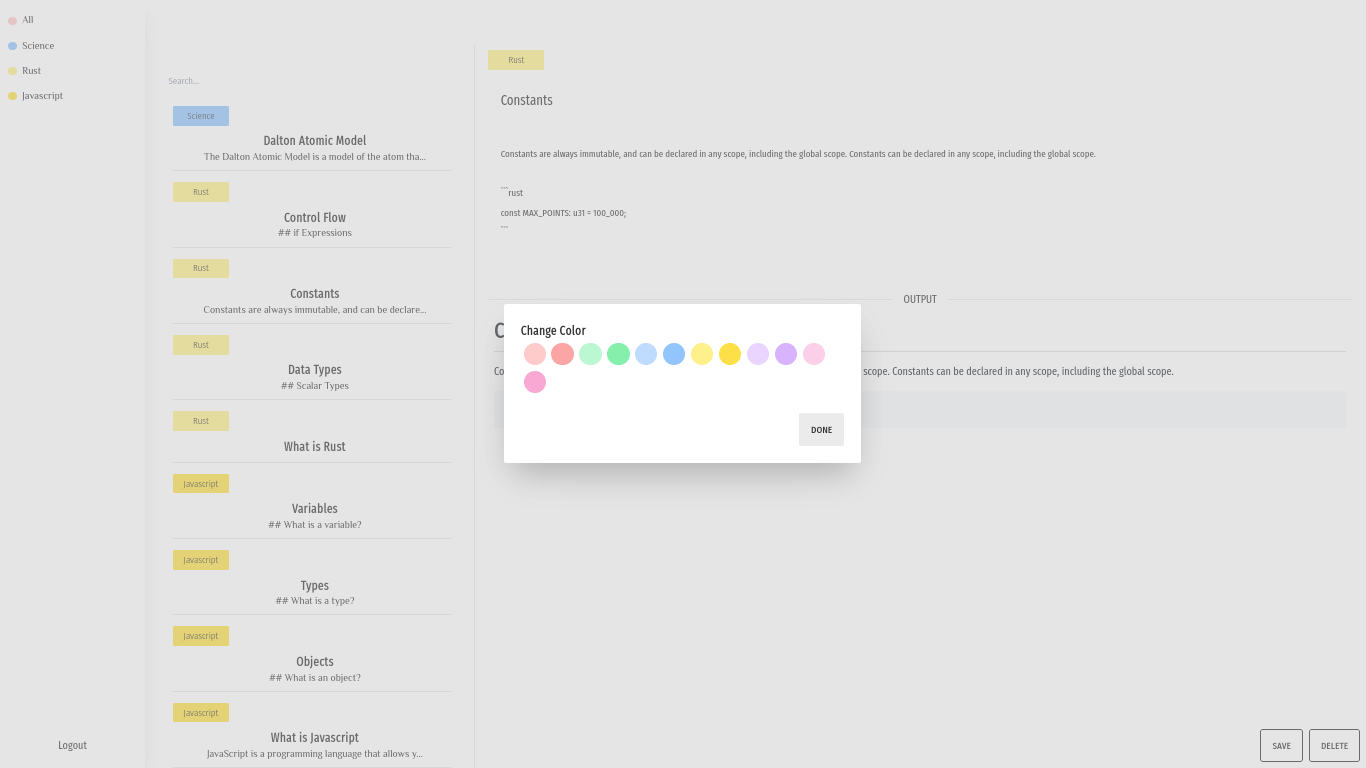 All
Science
Rust
Javascript
Logout
Search...
Science
Dalton Atomic Model
The Dalton Atomic Model is a model of the atom tha...
Rust
Control Flow
## if Expressions
Rust
Constants
Constants are always immutable, and can be declare...
Rust
Data Types
## Scalar Types
Rust
What is Rust
Javascript
Variables
## What is a variable?
Javascript
Types
## What is a type?
Javascript
Objects
## What is an object?
Javascript
What is Javascript
JavaScript is a programming language that allows y...
Rust
Constants
Constants are always immutable, and can be declared in any scope, including the global scope. Constants can be declared in any scope, including the global scope.
```rust
const MAX_POINTS: u31 = 100_000;
```
OUTPUT
C
Co
scope. Constants can be declared in any scope, including the global scope.
Change Color
DONE
SAVE
DELETE